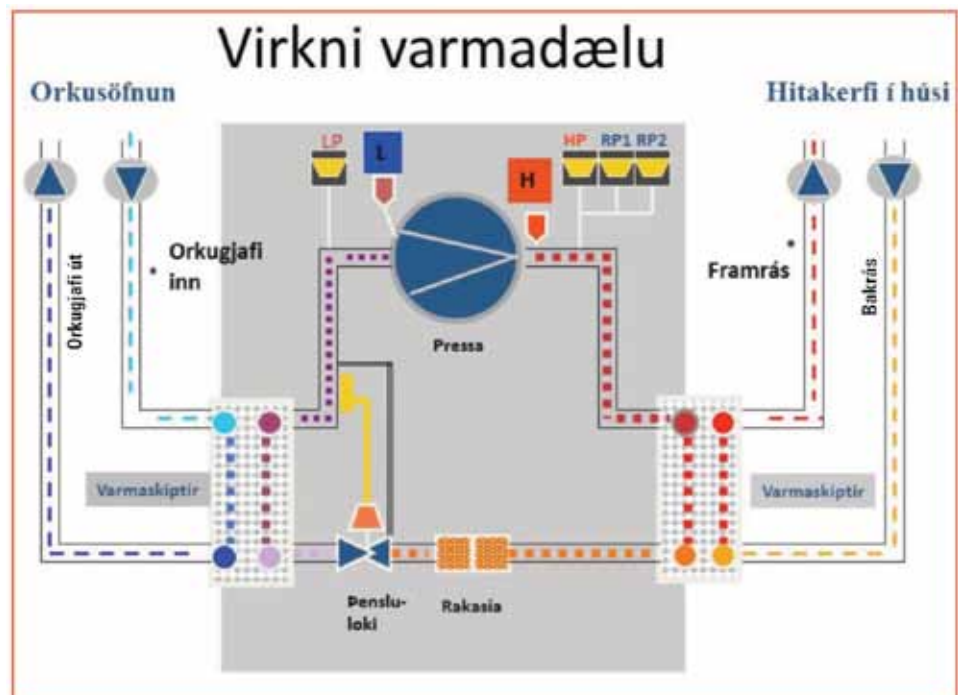 Virkni varmadælu
Orkusöfnun
Hitakerfi í húsi
LP
L
H
HP
RP1
RP2
Orkugjafi
inn
Orkugjafi út
Framrás
Bakrás
Pressa
Varmaskiptir
Varmaskiptir
Þenslu-
loki
Rakasia